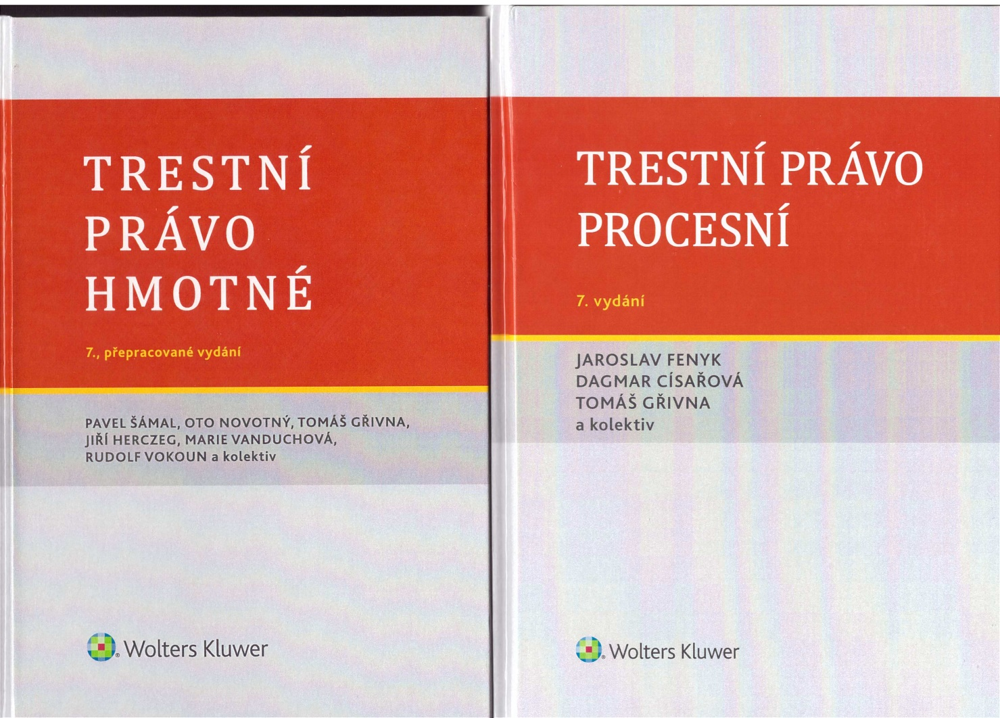 TRESTNÍ
PRÁVO
HMOTNÉ
7., přepracované vydání
PAVEL ŠÁMAL, OTO NOVOTNÝ, TOMÁŠ GŘIVNA,
JIŘÍ HERCZEG, MARIE VANDUCHOVÁ,
RUDOLF VOKOUN a kolektiv
Wolters Kluwer
TRESTNÍ PRÁVO
PROCESNÍ
7. vydání
JAROSLAV FENYK
DAGMAR CÍSAŘOVÁ
TOMÁŠ GŘIVNA
a kolektiv
Wolters Kluwer